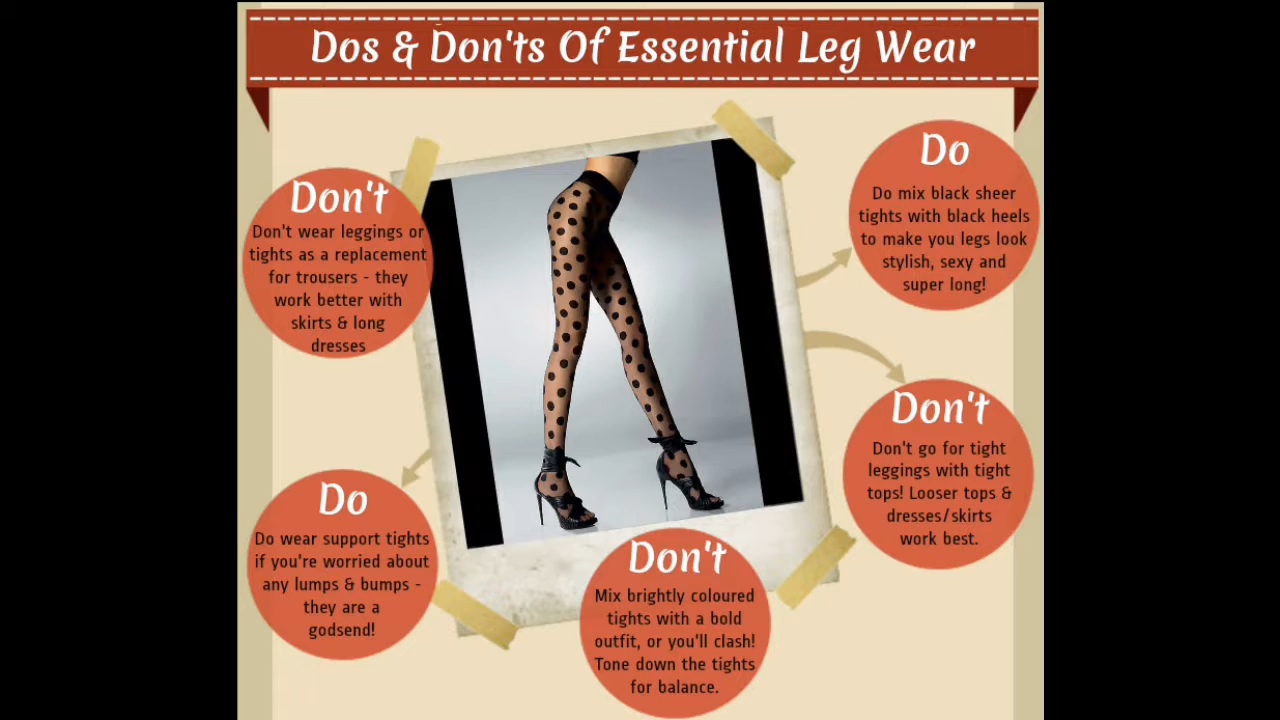 Dos & Don'ts Of Essential Leg Wear
Don't
Don't wear leggings or
tights as a replacement
for trousers - they
work better with
skirts & long
dresses
Do
Do mix black sheer
tights with black heels
to make you legs look
stylish, sexy and
super long!
Don't
Don't go for tight
leggings with tight
tops! Looser tops &
dresses/skirts
work best.
Do
Do wear support tights
if you're worried about
any lumps & bumps -
they are a
godsend!
Don't
Mix brightly coloured
tights with a bold
outfit, or you'll clash!
Tone down the tights
for balance.